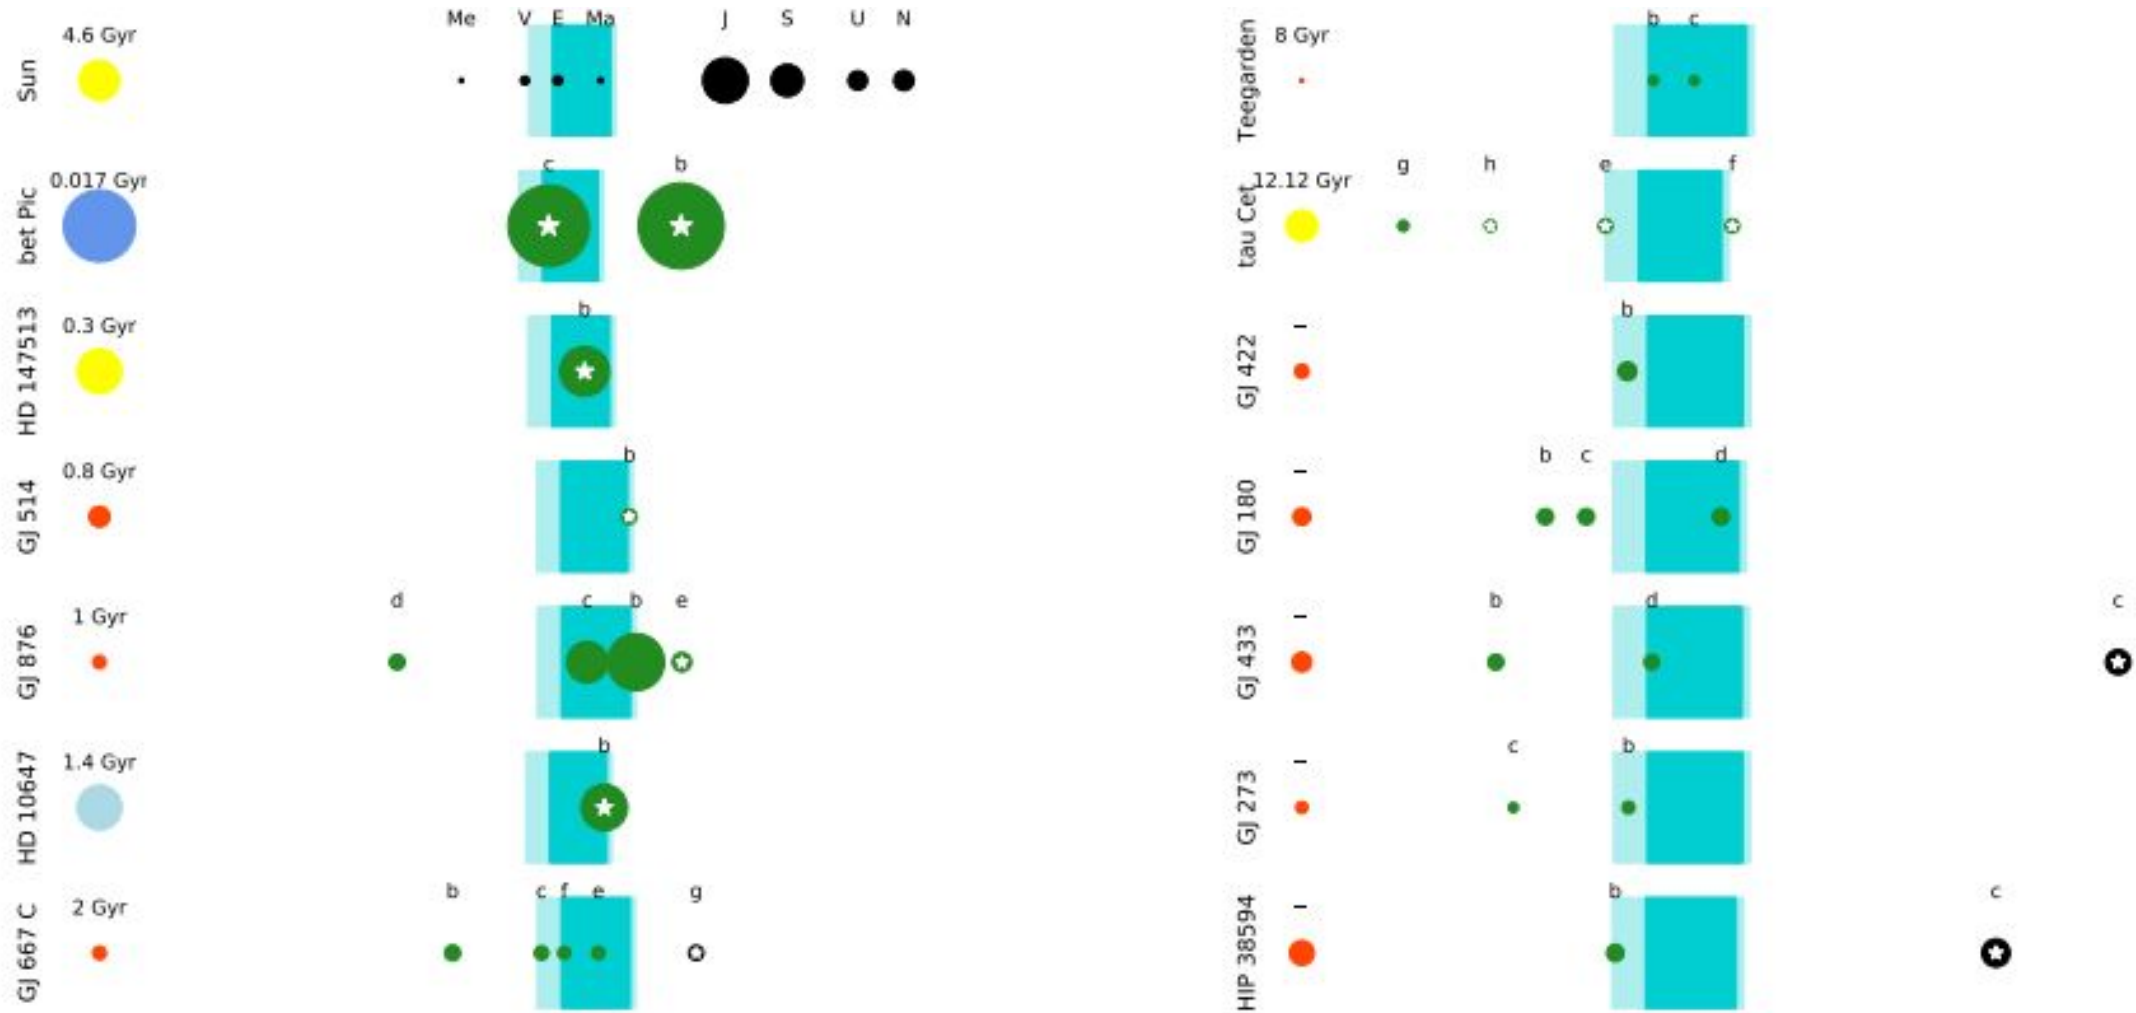 Me V E Ma J S U N
4.6 Gyr
Sun
c b
0.017 Gyr
bet Pic
b
0.3 Gyr
HD 147513
b
0.8 Gyr
GJ 514
d c b e
1 Gyr
GJ 876
b
1.4 Gyr
HD 10647
b c f e g
2 Gyr
GJ 667 C
b c
8 Gyr
Teegarden
g h e f
12.12 Gyr
tau Cet
b
–
GJ 422
b c d
–
GJ 180
b d c
–
GJ 433
c b
–
GJ 273
b c
–
HIP 38594